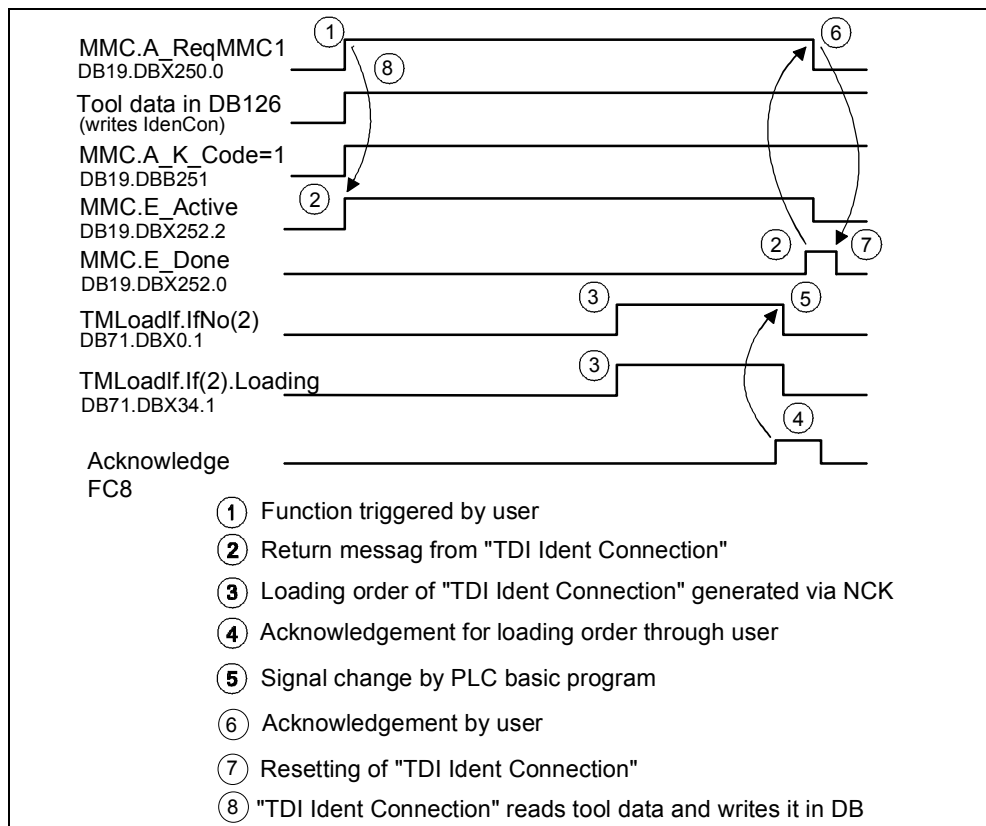 1
6
MMC.A_ReqMMC1
DB19.DBX250.0
8
Tool data in DB126
(writes IdenCon)
MMC.A_K_Code=1
DB19.DBB251
2
MMC.E_Active
DB19.DBX252.2
2
7
MMC.E_Done
DB19.DBX252.0
3
5
TMLoadIf.IfNo(2)
DB71.DBX0.1
3
TMLoadIf.If(2).Loading
DB71.DBX34.1
4
Acknowledge
FC8
1 Function triggered by user
2 Return messag from "TDI Ident Connection"
3 Loading order of "TDI Ident Connection" generated via NCK
4 Acknowledgement for loading order through user
5 Signal change by PLC basic program
6 Acknowledgement by user
7 Resetting of "TDI Ident Connection"
8 "TDI Ident Connection" reads tool data and writes it in DB